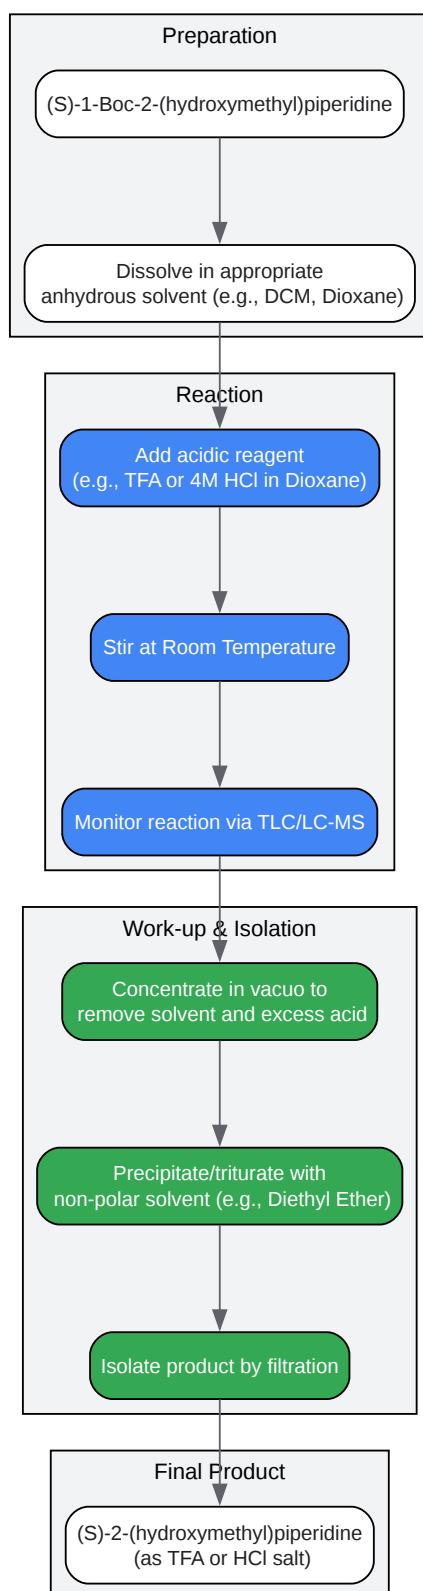 Preparation
(S)-1-Boc-2-(hydroxymethyl)piperidine
Dissolve in appropriate
anhydrous solvent (e.g., DCM, Dioxane)
Reaction
Add acidic reagent
(e.g., TFA or 4M HCl in Dioxane)
Stir at Room Temperature
Monitor reaction via TLC/LC-MS
Work-up & Isolation
Concentrate in vacuo to
remove solvent and excess acid
Precipitate/triturate with
non-polar solvent (e.g., Diethyl Ether)
Isolate product by filtration
Final Product
(S)-2-(hydroxymethyl)piperidine
(as TFA or HCl salt)